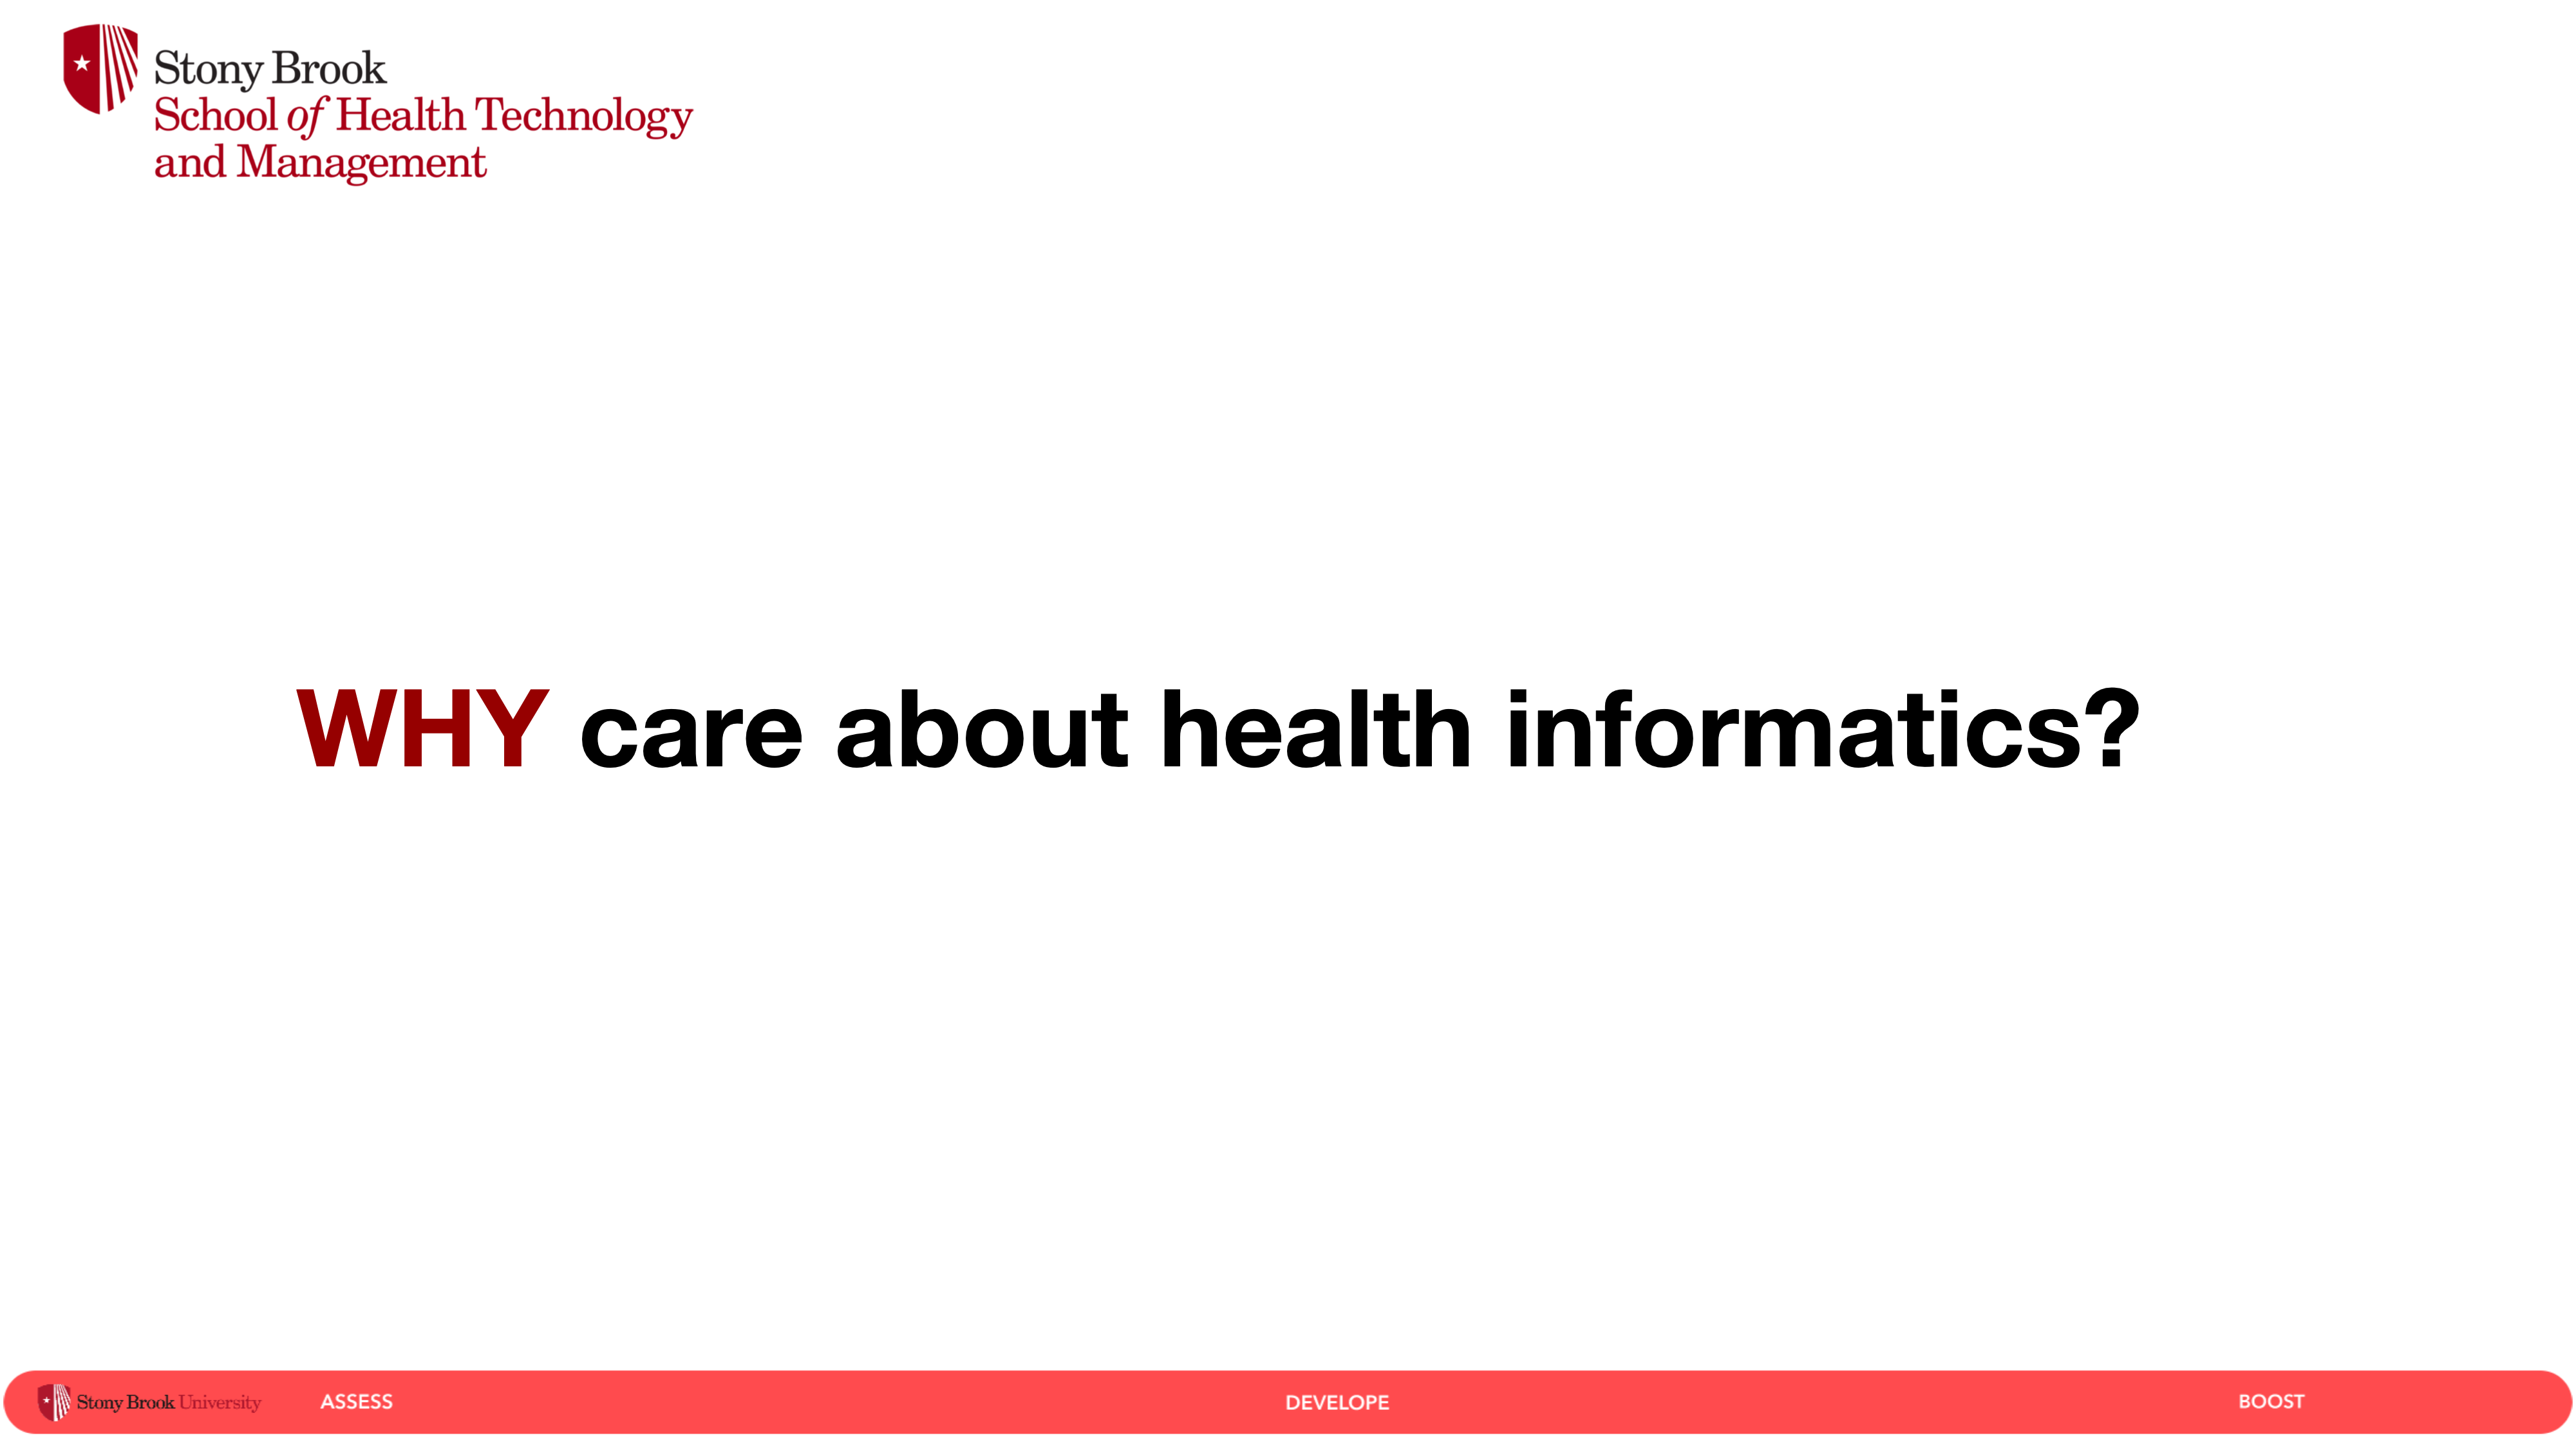 Stony Brook
School of Health Technology
and Management
WHY care about health informatics?
Stony Brook University
ASSESS
DEVELOPE
BOOST